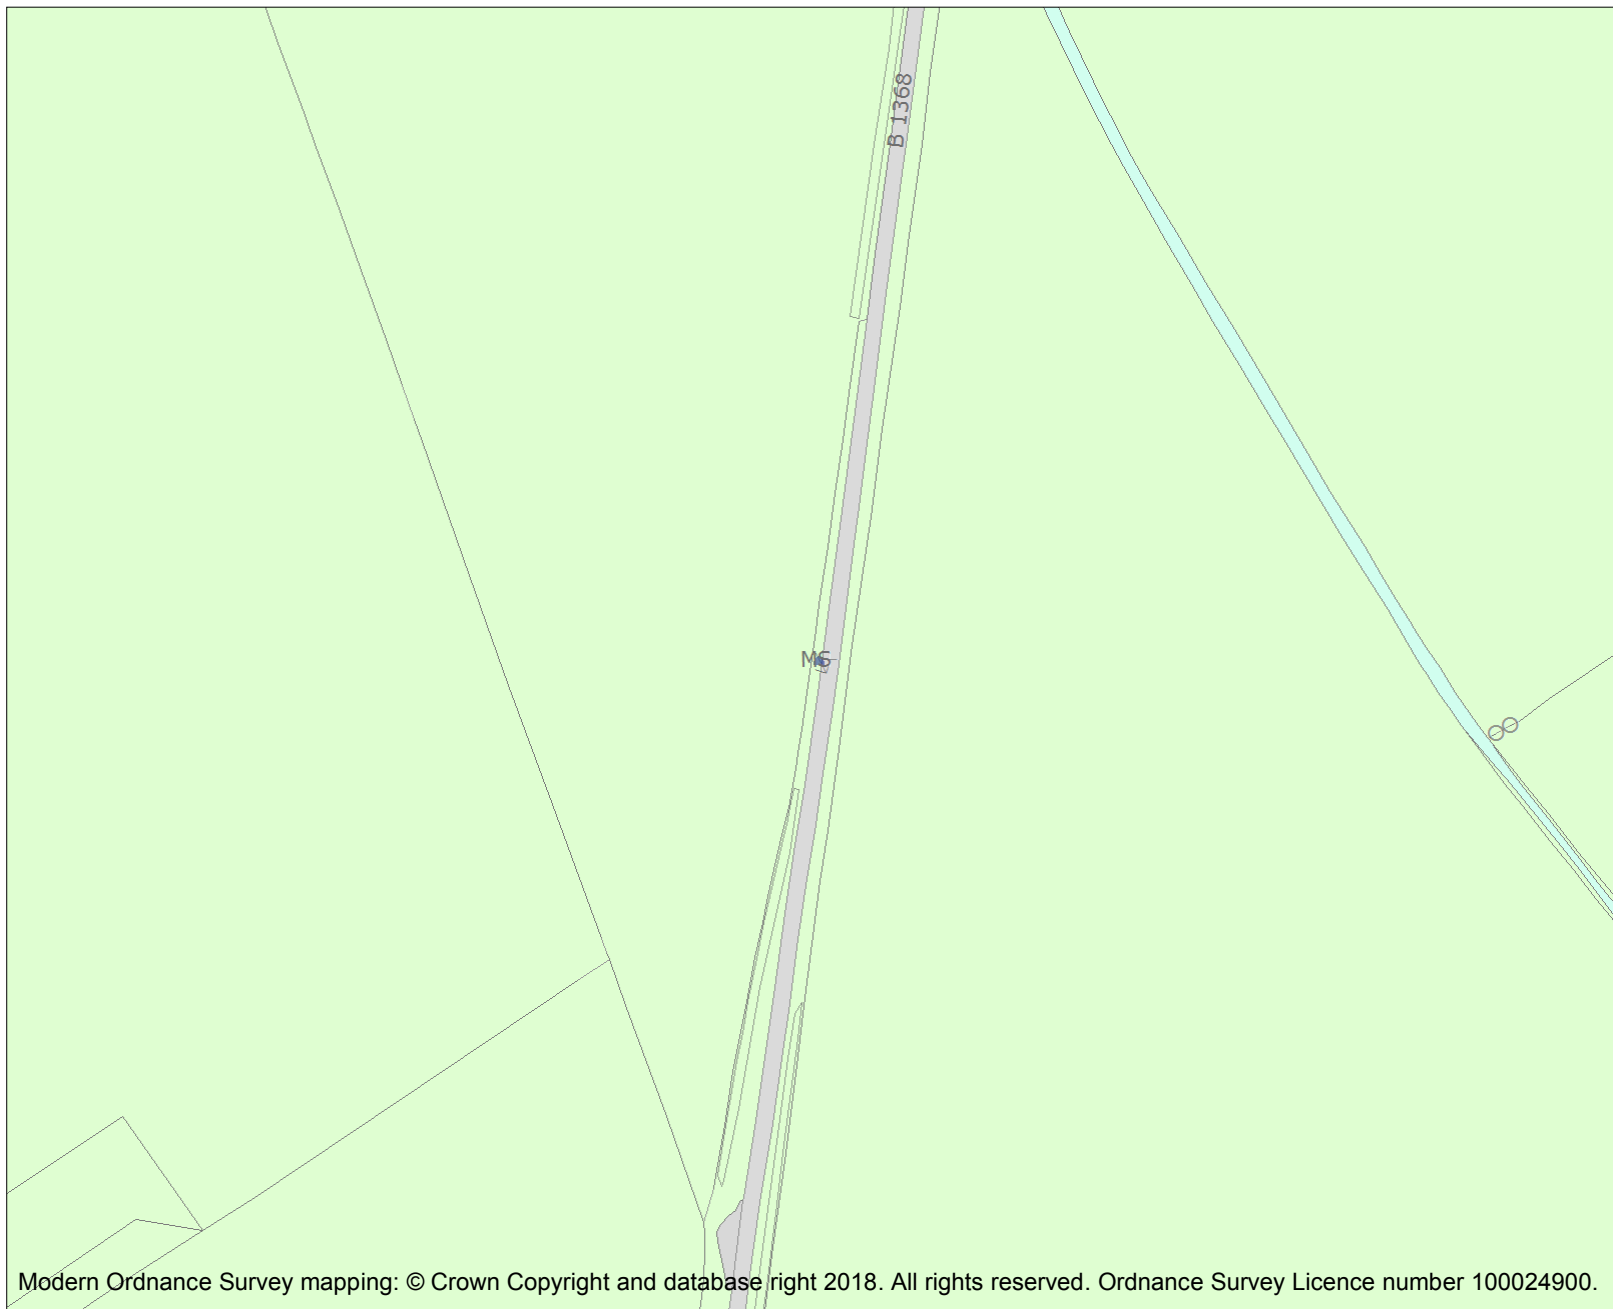 B 1368
MS
Modern Ordnance Survey mapping: © Crown Copyright and database right 2018. All rights reserved. Ordnance Survey Licence number 100024900.